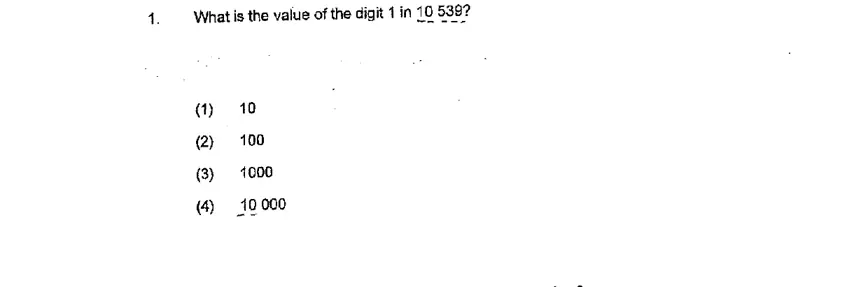 1. What is the value of the digit 1 in 10 539?
(1) 10
(2) 100
(3) 1000
(4) 10 000